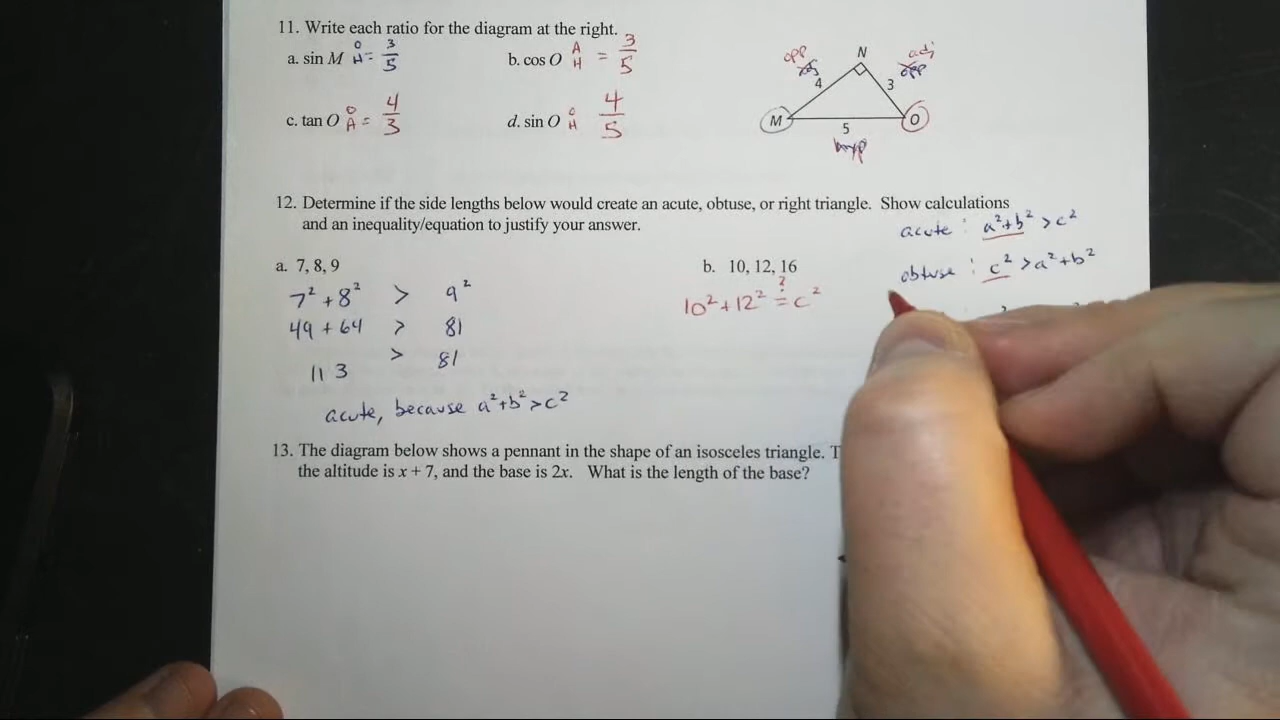 11. Write each ratio for the diagram at the right.
a. sin M O/H = 3/5
b. cos O A/H = 3/5
c. tan O O/A = 4/3
d. sin O O/H 4/5
opp
N
adj
opp
4
3
M
O
5
hyp
12. Determine if the side lengths below would create an acute, obtuse, or right triangle. Show calculations
and an inequality/equation to justify your answer.
acute : a²+b² > c²
obtuse : c² > a²+b²
a. 7, 8, 9
7² + 8² > 9²
49 + 64 > 81
113 > 81
acute, because a²+b² > c²
b. 10, 12, 16
10² + 12² ≟ c²
13. The diagram below shows a pennant in the shape of an isosceles triangle. T
the altitude is x + 7, and the base is 2x. What is the length of the base?